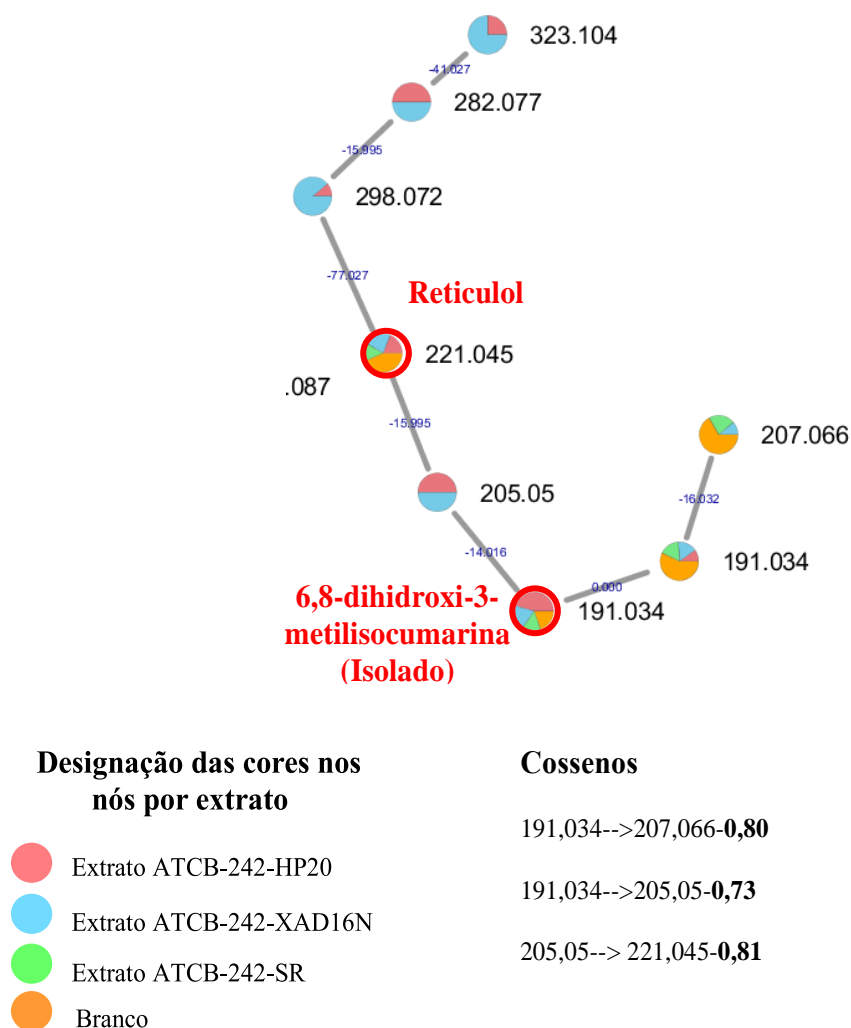 323.104
-41.027
282.077
-15.995
298.072
-77.027
Reticulol
221.045
.087
-15.995
207.066
205.05
-16.032
-14.016
191.034
0.000
6,8-dihidroxi-3-
metilisocumarina
(Isolado)
191.034
Designação das cores nos
nós por extrato
Extrato ATCB-242-HP20
Extrato ATCB-242-XAD16N
Extrato ATCB-242-SR
Branco
Cossenos
191,034-->207,066-0,80
191,034-->205,05-0,73
205,05--> 221,045-0,81